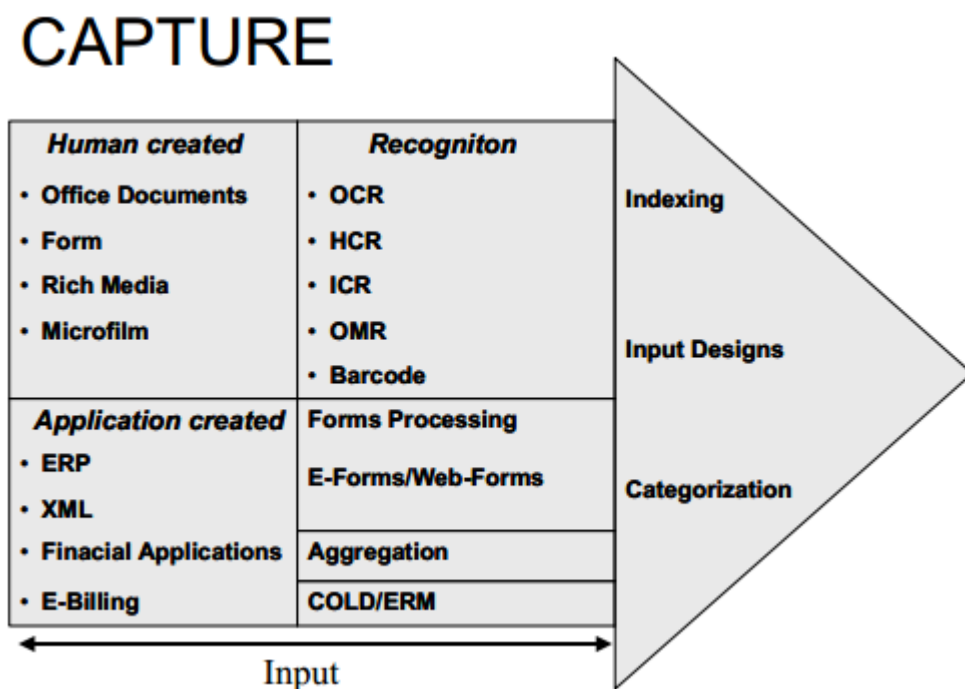 CAPTURE
Human created
• Office Documents
• Form
• Rich Media
• Microfilm
Recogniton
• OCR
• HCR
• ICR
• OMR
• Barcode
Application created
• ERP
• XML
• Finacial Applications
• E-Billing
Forms Processing
E-Forms/Web-Forms
Aggregation
COLD/ERM
Indexing
Input Designs
Categorization
Input